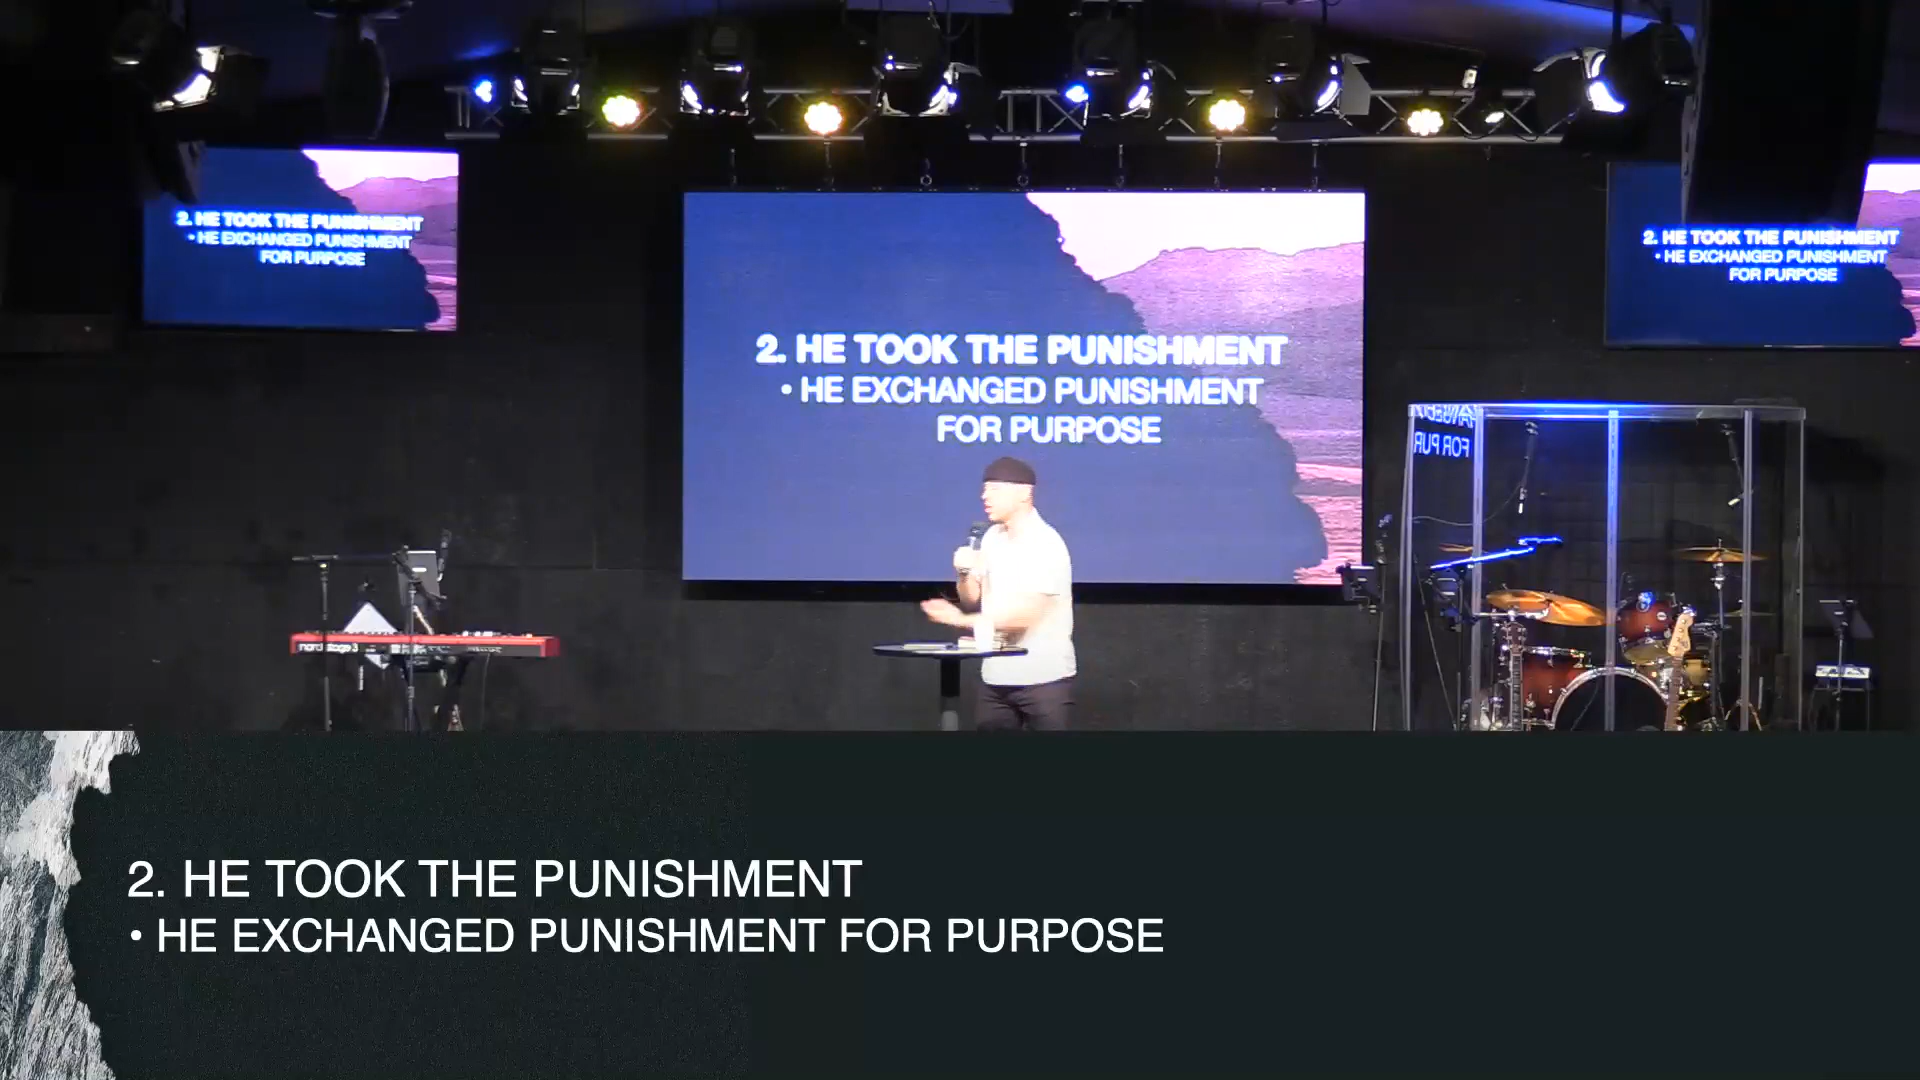 2. HE TOOK THE PUNISHMENT
• HE EXCHANGED PUNISHMENT
FOR PURPOSE
2. HE TOOK THE PUNISHMENT
• HE EXCHANGED PUNISHMENT
FOR PURPOSE
2. HE TOOK THE PUNISHMENT
• HE EXCHANGED PUNISHMENT
FOR PURPOSE
FOR PUR
nord stage 3
2. HE TOOK THE PUNISHMENT
• HE EXCHANGED PUNISHMENT FOR PURPOSE